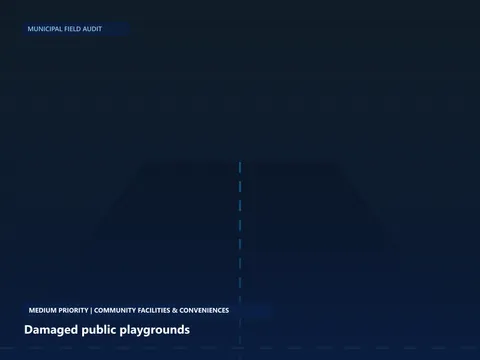 MUNICIPAL FIELD AUDIT
MEDIUM PRIORITY | COMMUNITY FACILITIES & CONVENIENCES
Damaged public playgrounds